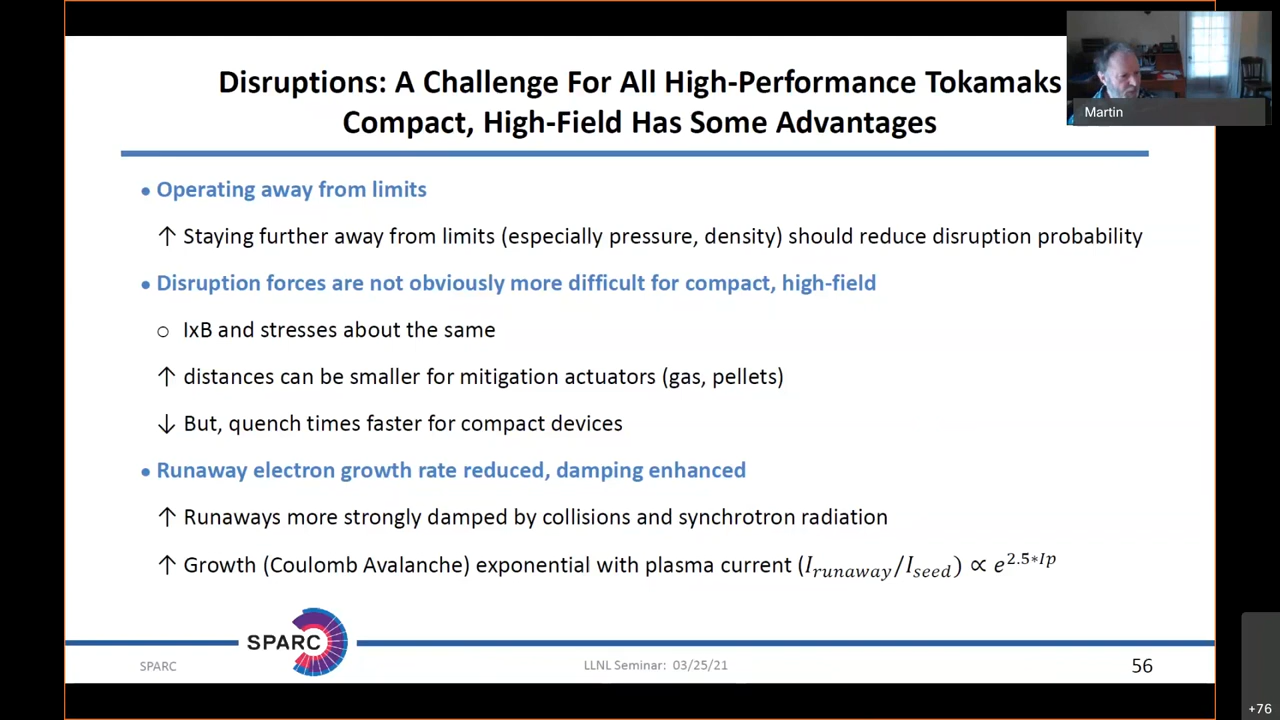 Disruptions: A Challenge For All High-Performance Tokamaks
Compact, High-Field Has Some Advantages
Martin
• Operating away from limits
↑ Staying further away from limits (especially pressure, density) should reduce disruption probability
• Disruption forces are not obviously more difficult for compact, high-field
○ IxB and stresses about the same
↑ distances can be smaller for mitigation actuators (gas, pellets)
↓ But, quench times faster for compact devices
• Runaway electron growth rate reduced, damping enhanced
↑ Runaways more strongly damped by collisions and synchrotron radiation
↑ Growth (Coulomb Avalanche) exponential with plasma current (I_runaway/I_seed) ∝ e^2.5*Ip
SPARC
SPARC
LLNL Seminar: 03/25/21
56
+76